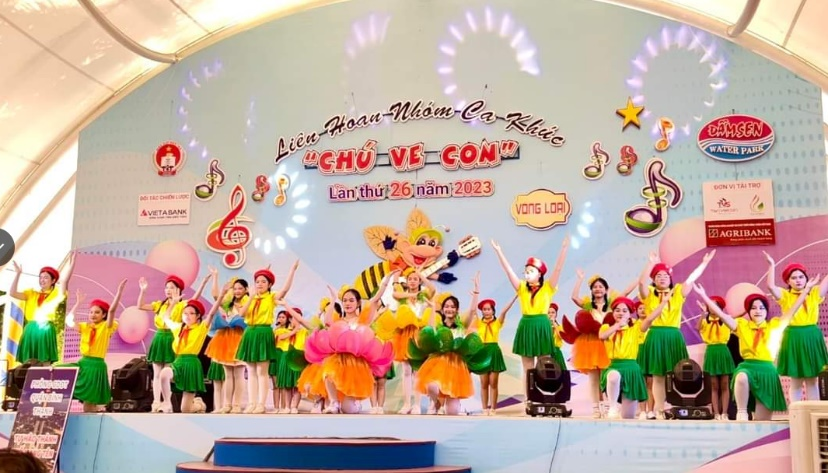 Liên Hoan Nhóm Ca Khúc
"CHÚ VE CON"
Lần thứ 26 năm 2023
VÒNG LOẠI
ĐỐI TÁC CHIẾN LƯỢC
VIETABANK
ĐẦM SEN
WATER PARK
ĐƠN VỊ TÀI TRỢ
AGRIBANK